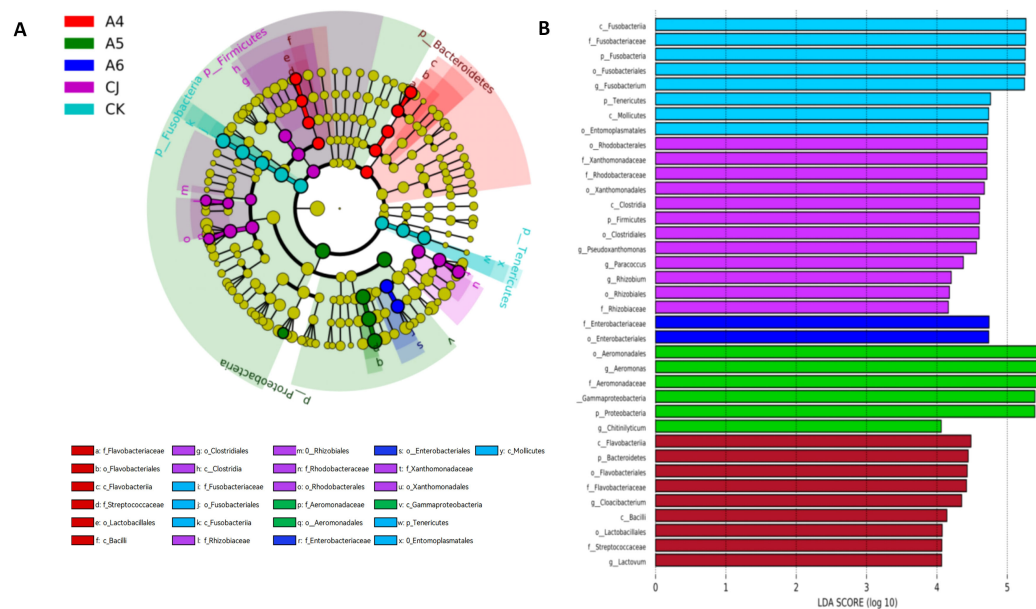 A
A4
A5
A6
CJ
CK
p__Firmicutes
p__Bacteroidetes
p__Fusobacteria
p__Tenericutes
p__Proteobacteria
f
e
d
h
g
c
b
a
k
m
o
w
x
n
s
q
v
a: f_Flavobacteriaceae
b: o_Flavobacteriales
c: c_Flavobacteriia
d: f_Streptococcaceae
e: o_Lactobacillales
f: c_Bacilli
g: o_Clostridiales
h: c_Clostridia
i: f_Fusobacteriaceae
j: o_Fusobacteriales
k: c_Fusobacteriia
l: f_Rhizobiaceae
m: 0_Rhizobiales
n: f_Rhodobacteraceae
o: o_Rhodobacterales
p: f_Aeromonadaceae
q: o_Aeromonadales
r: f_Enterobacteriaceae
s: o_Enterobacteriales
t: f_Xanthomonadaceae
u: o_Xanthomonadales
v: c_Gammaproteobacteria
w: p_Tenericutes
x: 0_Entomoplasmatales
y: c_Mollicutes
B
c__Fusobacteriia
f__Fusobacteriaceae
p__Fusobacteria
o__Fusobacteriales
g__Fusobacterium
p__Tenericutes
c__Mollicutes
o__Entomoplasmatales
o__Rhodobacterales
f__Xanthomonadaceae
f__Rhodobacteraceae
o__Xanthomonadales
c__Clostridia
p__Firmicutes
o__Clostridiales
g__Pseudoxanthomonas
g__Paracoccus
g__Rhizobium
o__Rhizobiales
f__Rhizobiaceae
f__Enterobacteriaceae
o__Enterobacteriales
o__Aeromonadales
g__Aeromonas
f__Aeromonadaceae
__Gammaproteobacteria
p__Proteobacteria
g__Chitinilyticum
c__Flavobacteriia
p__Bacteroidetes
o__Flavobacteriales
f__Flavobacteriaceae
g__Cloacibacterium
c__Bacilli
o__Lactobacillales
f__Streptococcaceae
g__Lactovum
0 1 2 3 4 5
LDA SCORE (log 10)